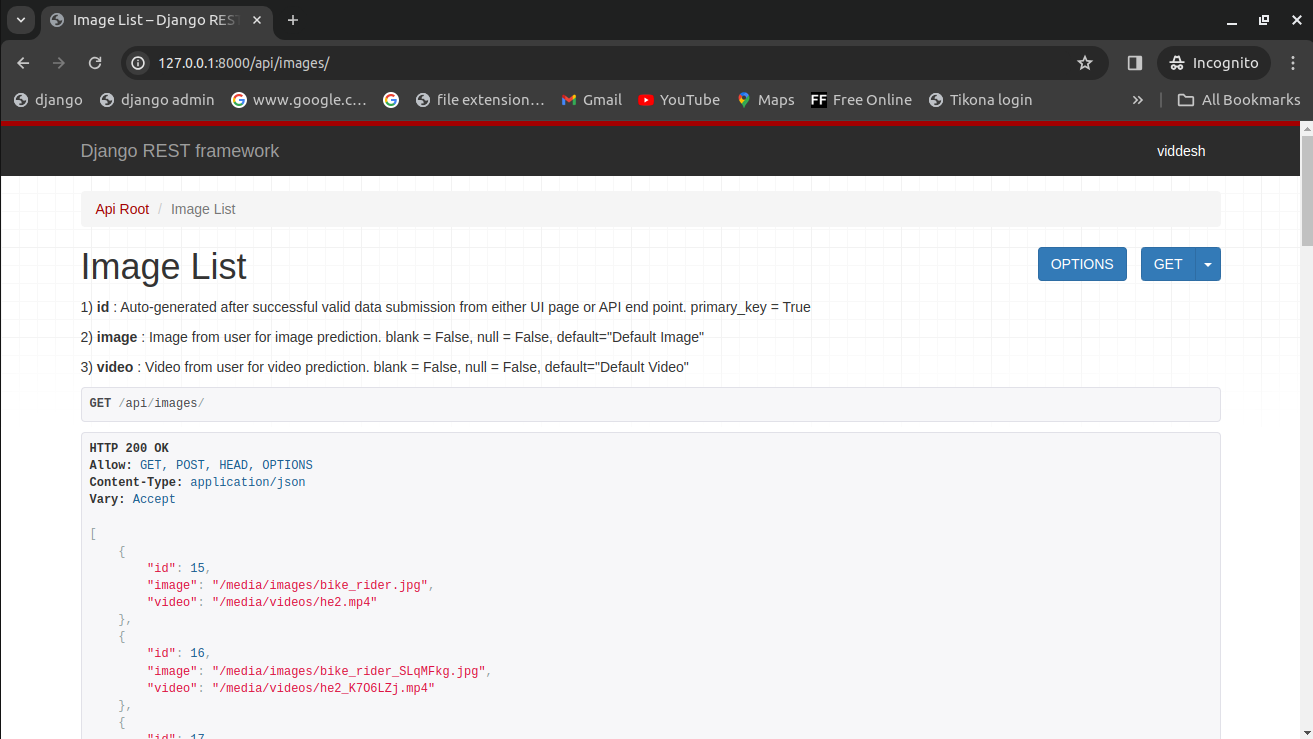 Image List – Django REST
127.0.0.1:8000/api/images/
Incognito
django
django admin
www.google.c...
file extension...
Gmail
YouTube
Maps
FF Free Online
Tikona login
»
All Bookmarks
Django REST framework
viddesh
Api Root / Image List
Image List
OPTIONS
GET
1) id : Auto-generated after successful valid data submission from either UI page or API end point. primary_key = True
2) image : Image from user for image prediction. blank = False, null = False, default="Default Image"
3) video : Video from user for video prediction. blank = False, null = False, default="Default Video"
GET /api/images/
HTTP 200 OK
Allow: GET, POST, HEAD, OPTIONS
Content-Type: application/json
Vary: Accept
[
{
"id": 15,
"image": "/media/images/bike_rider.jpg",
"video": "/media/videos/he2.mp4"
},
{
"id": 16,
"image": "/media/images/bike_rider_SLqMFkg.jpg",
"video": "/media/videos/he2_K7O6LZj.mp4"
},
{
"id": 17,